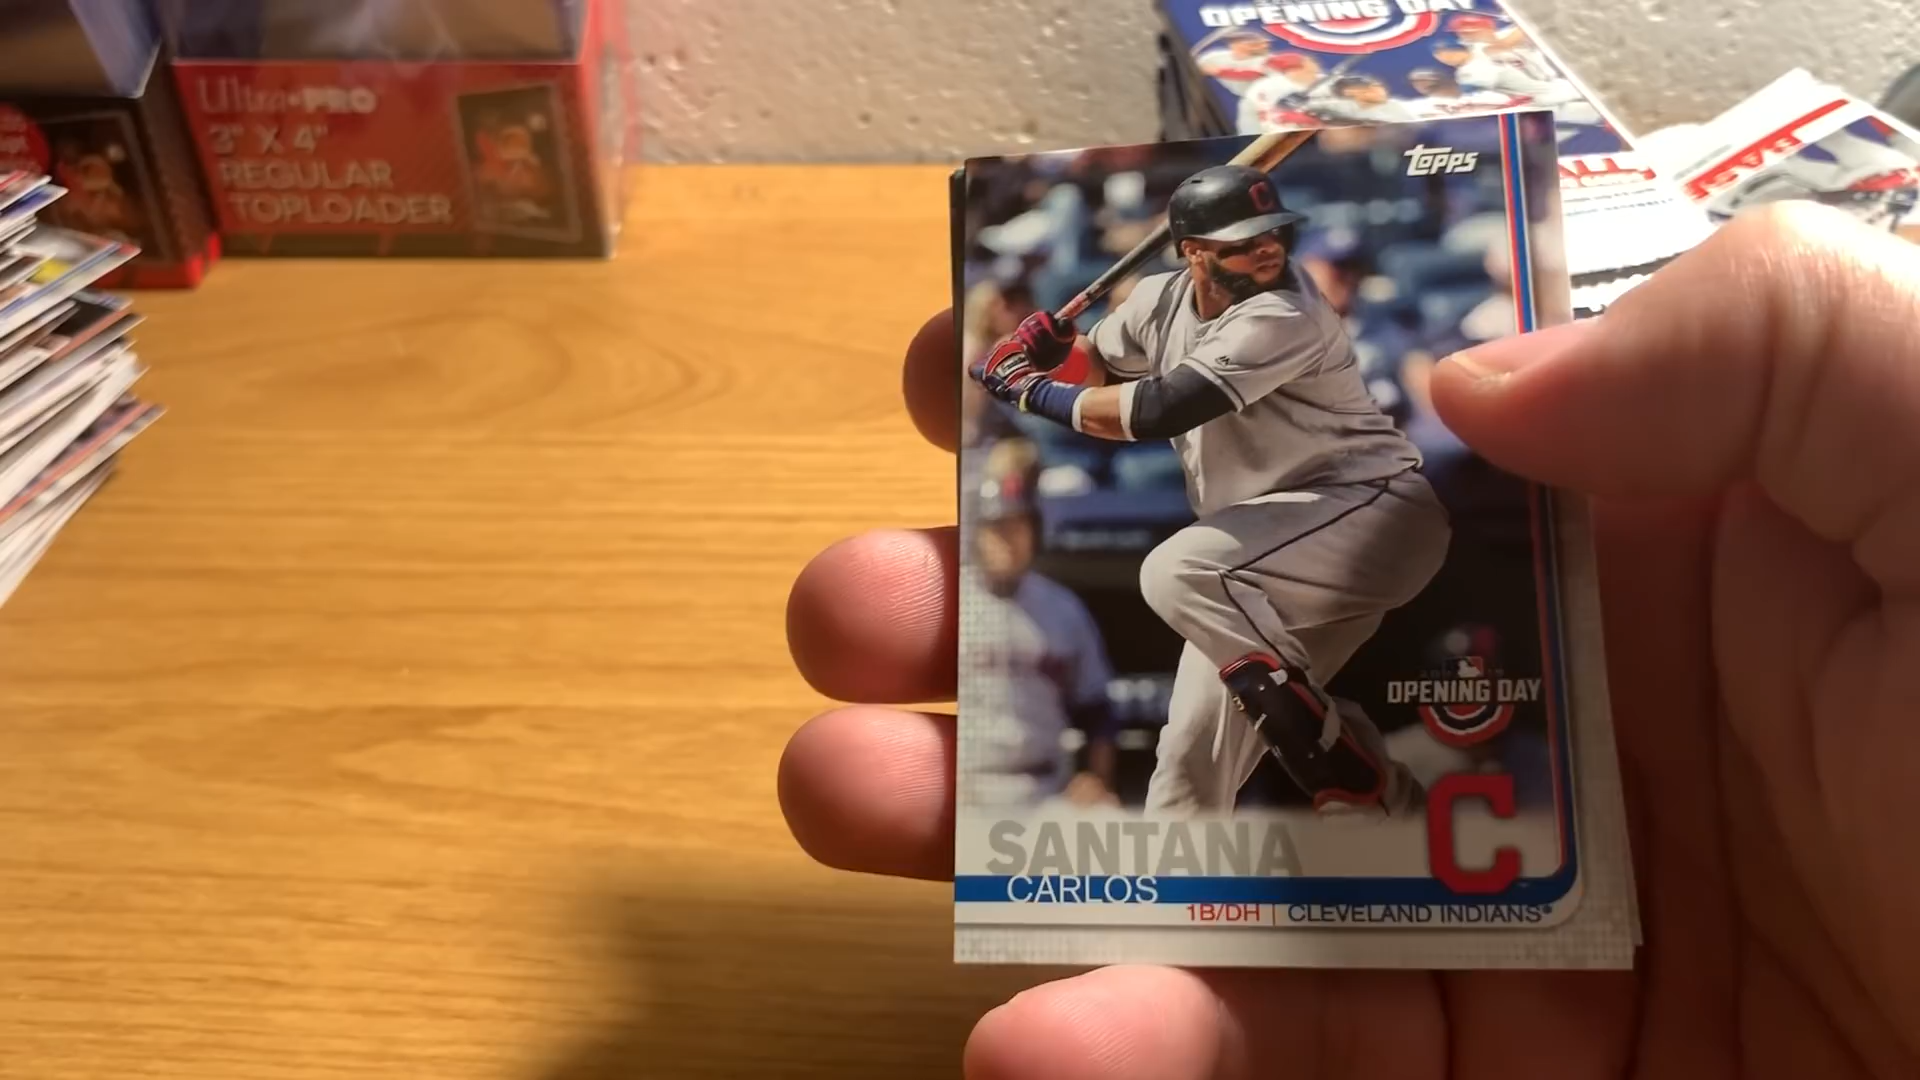 OPENING DAY
Ultra•PRO
3" X 4"
REGULAR
TOPLOADER
topps
OPENING DAY
C
SANTANA
CARLOS
1B/DH | CLEVELAND INDIANS